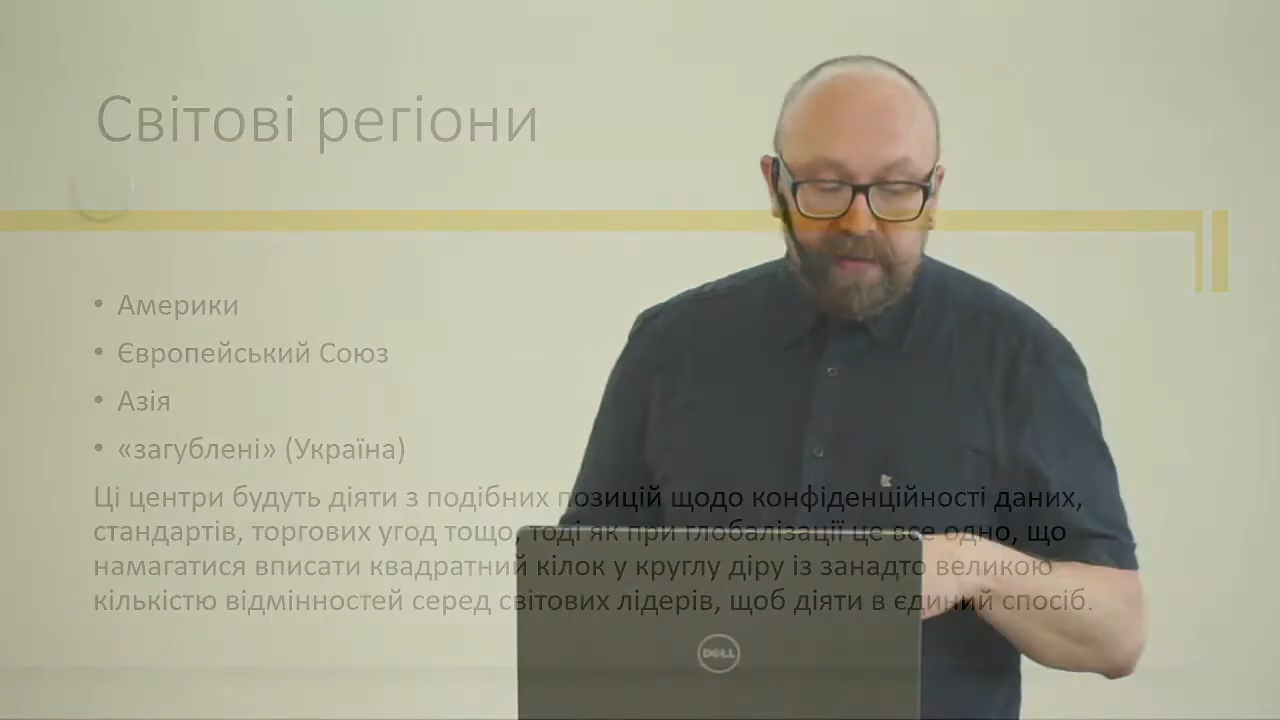 Світові регіони
• Америки
• Європейський Союз
• Азія
• «загублені» (Україна)
Ці центри будуть діяти з подібних позицій щодо конфіденційності даних,
стандартів, торгових угод тощо, тоді як при глобалізації це все одно, що
намагатися вписати квадратний кілок у круглу діру із занадто великою
кількістю відмінностей серед світових лідерів, щоб діяти в єдиний спосіб.
DELL